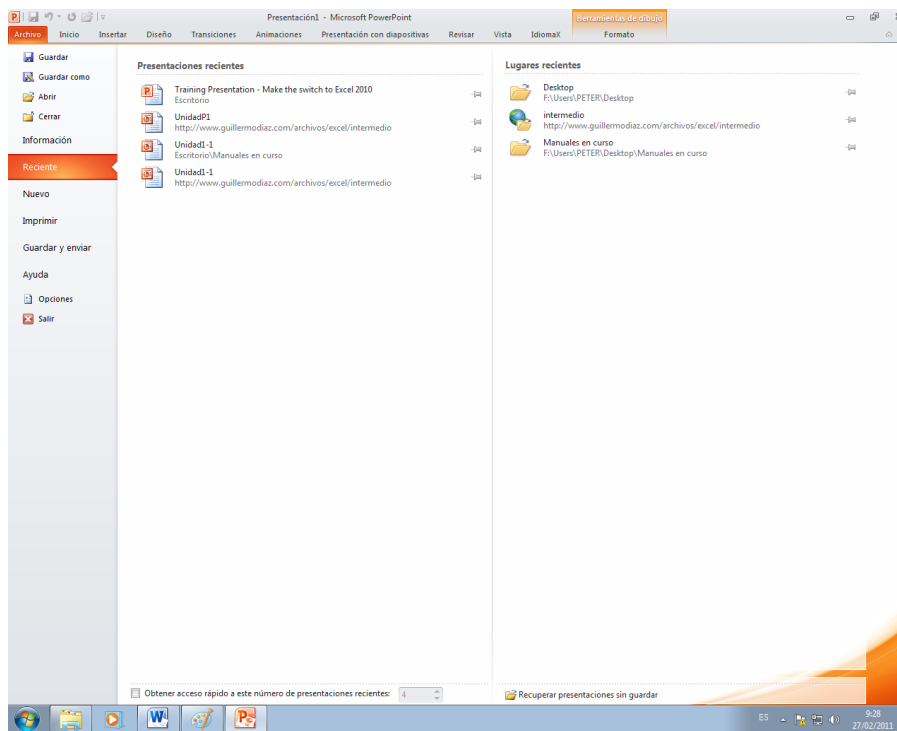 Presentación1 - Microsoft PowerPoint
Herramientas de dibujo
Archivo Inicio Insertar Diseño Transiciones Animaciones Presentación con diapositivas Revisar Vista IdiomaX Formato
Guardar
Guardar como
Abrir
Cerrar
Información
Reciente
Nuevo
Imprimir
Guardar y enviar
Ayuda
Opciones
Salir
Presentaciones recientes
Training Presentation - Make the switch to Excel 2010
Escritorio
UnidadP1
http://www.guillermodiaz.com/archivos/excel/intermedio
Unidad1-1
Escritorio\Manuales en curso
Unidad1-1
http://www.guillermodiaz.com/archivos/excel/intermedio
Obtener acceso rápido a este número de presentaciones recientes: 4
Lugares recientes
Desktop
F:\Users\PETER\Desktop
intermedio
http://www.guillermodiaz.com/archivos/excel/intermedio
Manuales en curso
F:\Users\PETER\Desktop\Manuales en curso
Recuperar presentaciones sin guardar
ES
9:28
27/02/2011